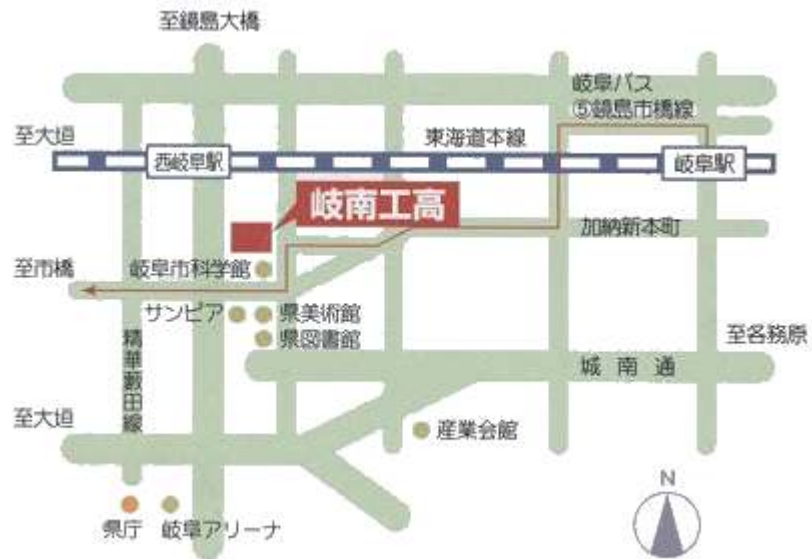 至鏡島大橋
岐阜バス
⑤鏡島市橋線
至大垣
東海道本線
西岐阜駅
岐阜駅
岐南工高
加納新本町
至市橋
岐阜市科学館
サンピア
県美術館
県図書館
精華藪田線
至各務原
城南通
至大垣
産業会館
N
県庁
岐阜アリーナ